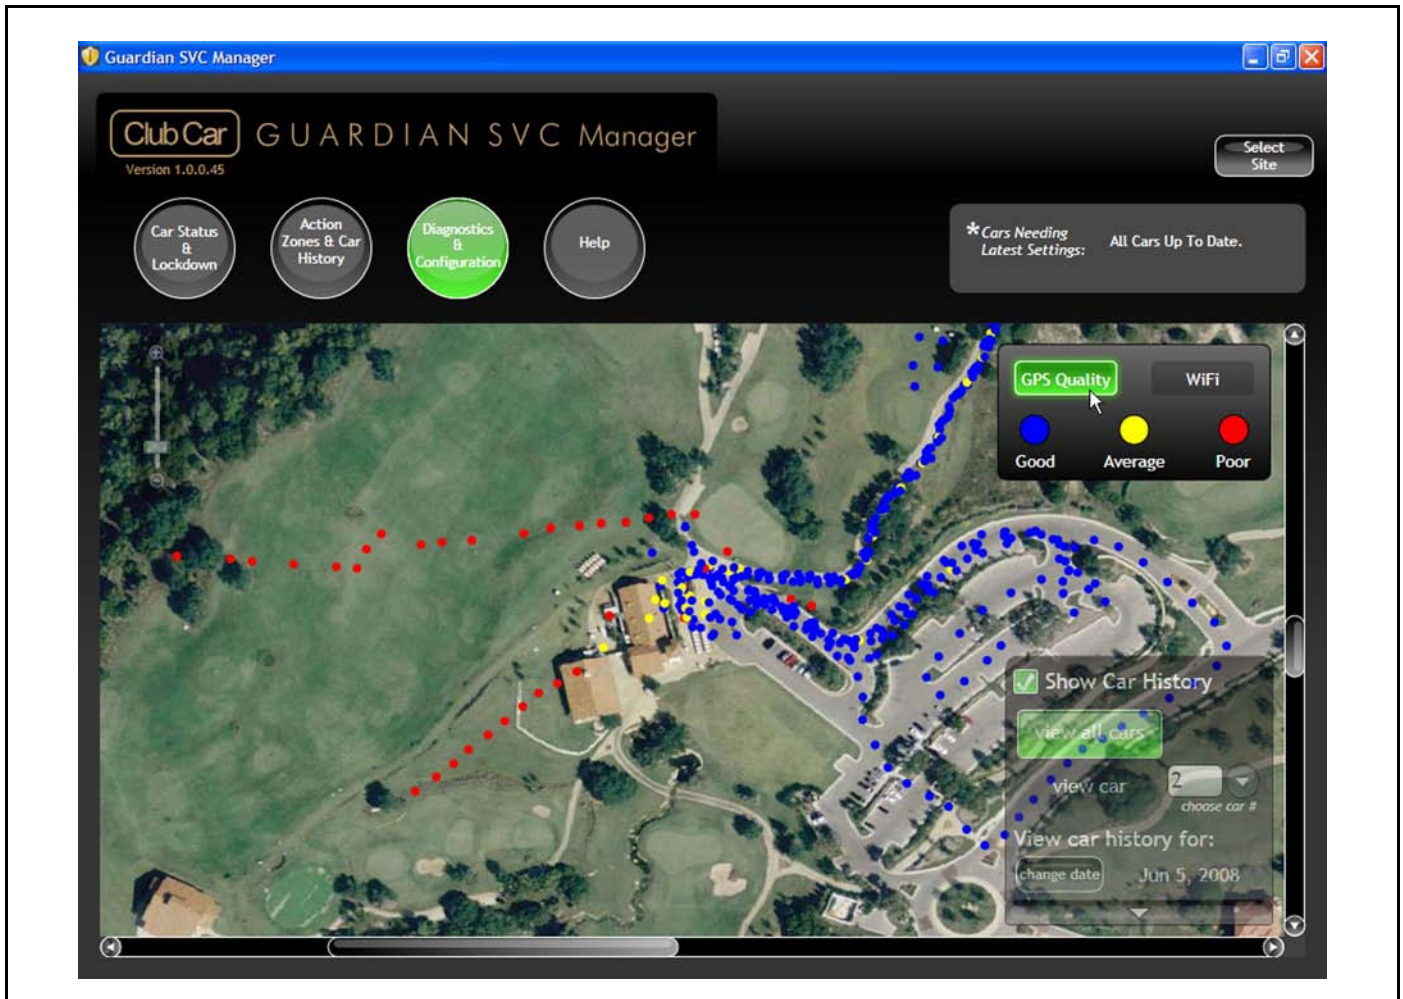 Guardian SVC Manager
Club Car GUARDIAN SVC Manager
Version 1.0.0.45
Select
Site
Car Status
&
Lockdown
Action
Zones & Car
History
Diagnostics
&
Configuration
Help
*Cars Needing
Latest Settings:
All Cars Up To Date.
GPS Quality
WiFi
Good
Average
Poor
Show Car History
view all cars
view car
2
choose car #
View car history for:
change date
Jun 5, 2008